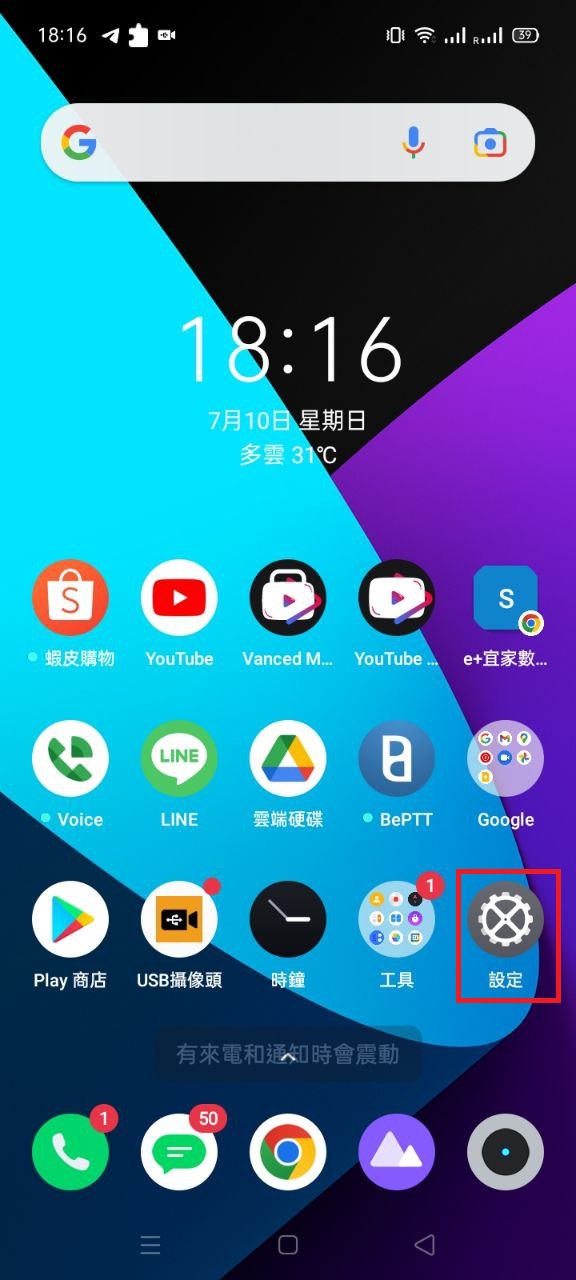 18:16
R
39
18:16
7月10日 星期日
多雲 31℃
蝦皮購物
YouTube
Vanced M...
YouTube ...
S
e+宜家數...
Voice
LINE
LINE
雲端硬碟
BePTT
Google
1
Play 商店
USB攝像頭
時鐘
工具
設定
有來電和通知時會震動
1
50